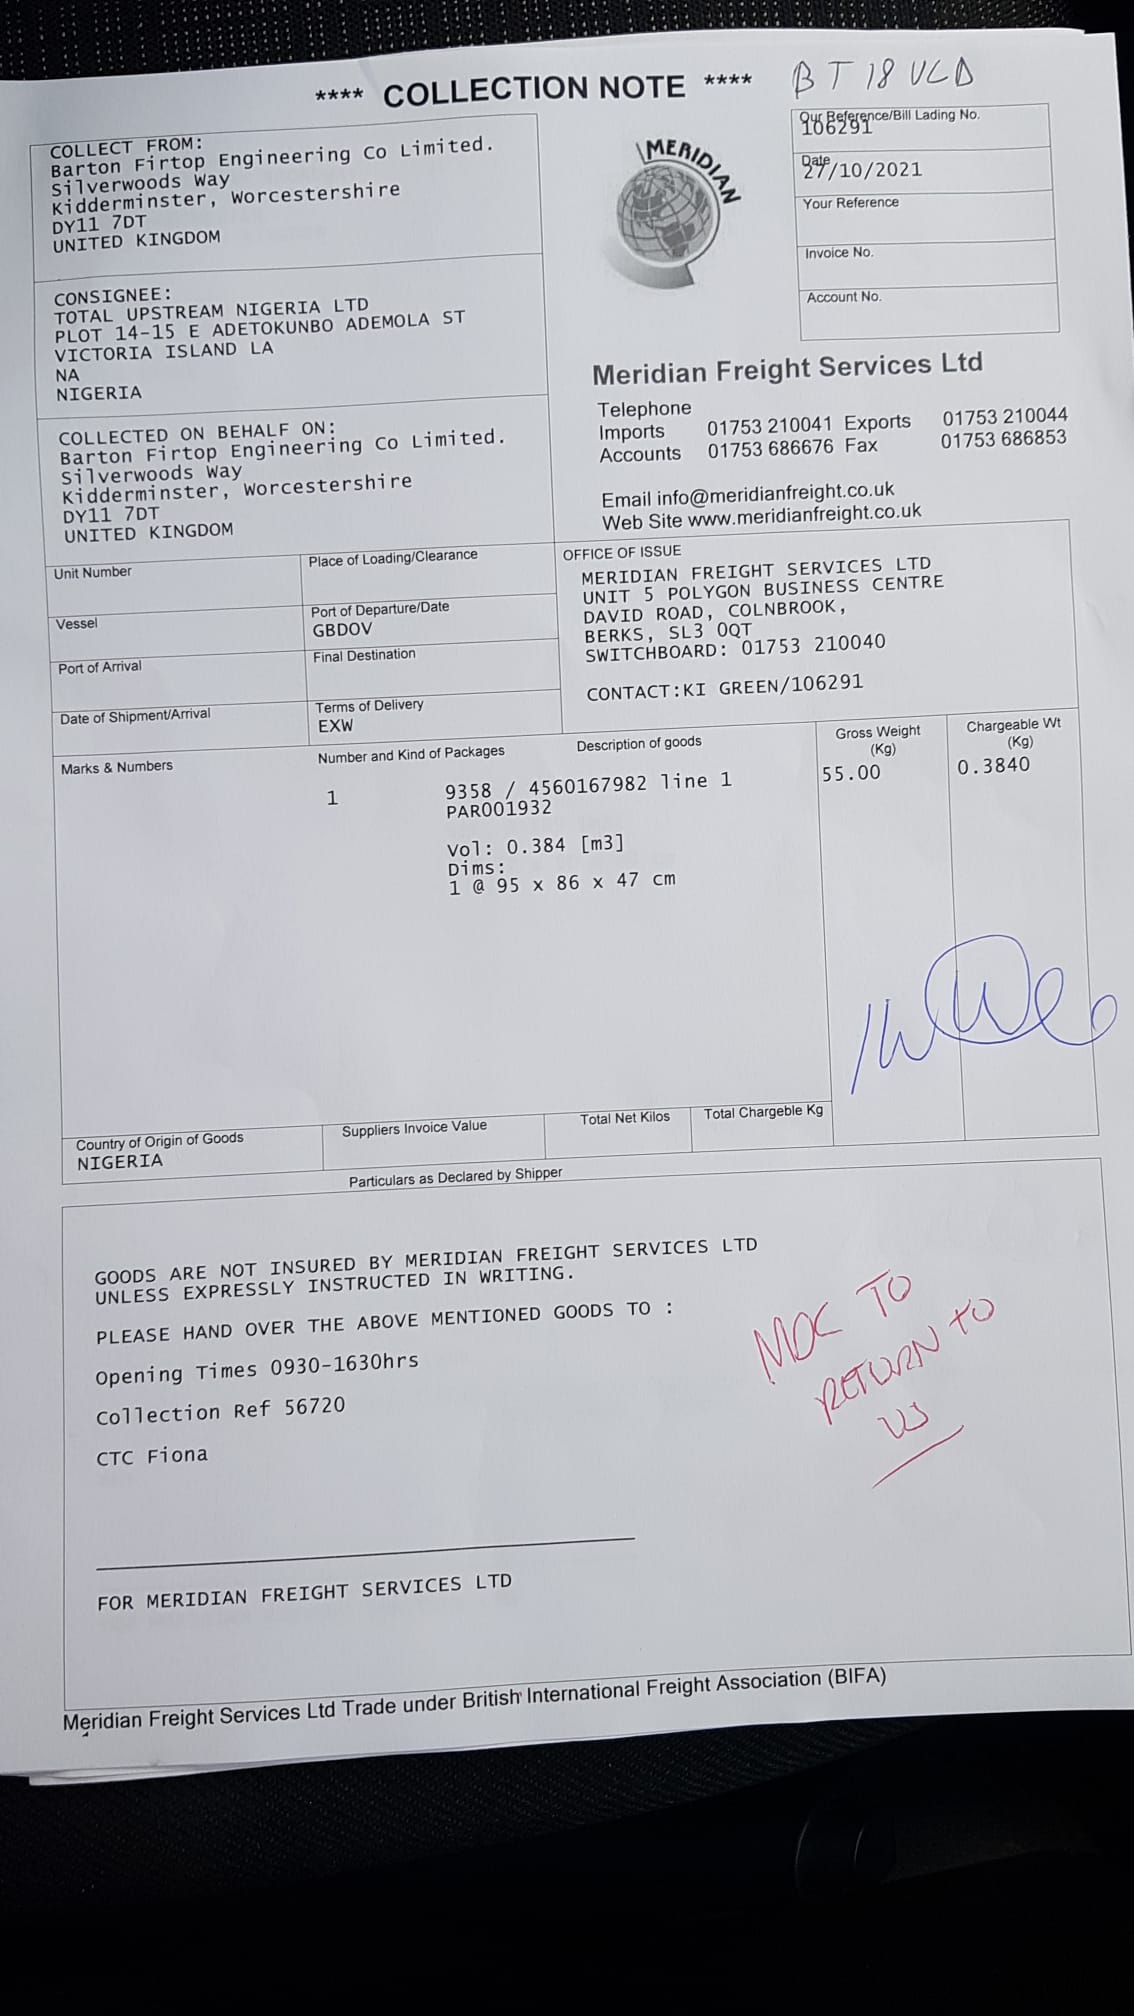 **** COLLECTION NOTE ****
BT18 VCD
COLLECT FROM:
Barton Firtop Engineering Co Limited.
Silverwoods Way
Kidderminster, Worcestershire
DY11 7DT
UNITED KINGDOM
MERIDIAN
Our Reference/Bill Lading No.
106291
Date
27/10/2021
Your Reference
Invoice No.
Account No.
CONSIGNEE:
TOTAL UPSTREAM NIGERIA LTD
PLOT 14-15 E ADETOKUNBO ADEMOLA ST
VICTORIA ISLAND LA
NA
NIGERIA
Meridian Freight Services Ltd
Telephone
Imports 01753 210041 Exports 01753 210044
Accounts 01753 686676 Fax 01753 686853
Email info@meridianfreight.co.uk
Web Site www.meridianfreight.co.uk
COLLECTED ON BEHALF ON:
Barton Firtop Engineering Co Limited.
Silverwoods Way
Kidderminster, Worcestershire
DY11 7DT
UNITED KINGDOM
Unit Number
Place of Loading/Clearance
Vessel
Port of Departure/Date
GBDOV
Port of Arrival
Final Destination
Date of Shipment/Arrival
Terms of Delivery
EXW
OFFICE OF ISSUE
MERIDIAN FREIGHT SERVICES LTD
UNIT 5 POLYGON BUSINESS CENTRE
DAVID ROAD, COLNBROOK,
BERKS, SL3 0QT
SWITCHBOARD: 01753 210040
CONTACT:KI GREEN/106291
Marks & Numbers
Number and Kind of Packages
Description of goods
Gross Weight
(Kg)
Chargeable Wt
(Kg)
1
9358 / 4560167982 line 1
PAR001932
55.00
0.3840
Vol: 0.384 [m3]
Dims:
1 @ 95 x 86 x 47 cm
Country of Origin of Goods
NIGERIA
Suppliers Invoice Value
Total Net Kilos
Total Chargeble Kg
Particulars as Declared by Shipper
GOODS ARE NOT INSURED BY MERIDIAN FREIGHT SERVICES LTD
UNLESS EXPRESSLY INSTRUCTED IN WRITING.
PLEASE HAND OVER THE ABOVE MENTIONED GOODS TO :
Opening Times 0930-1630hrs
Collection Ref 56720
CTC Fiona
MDC TO
RETURN TO
US
FOR MERIDIAN FREIGHT SERVICES LTD
Meridian Freight Services Ltd Trade under British International Freight Association (BIFA)